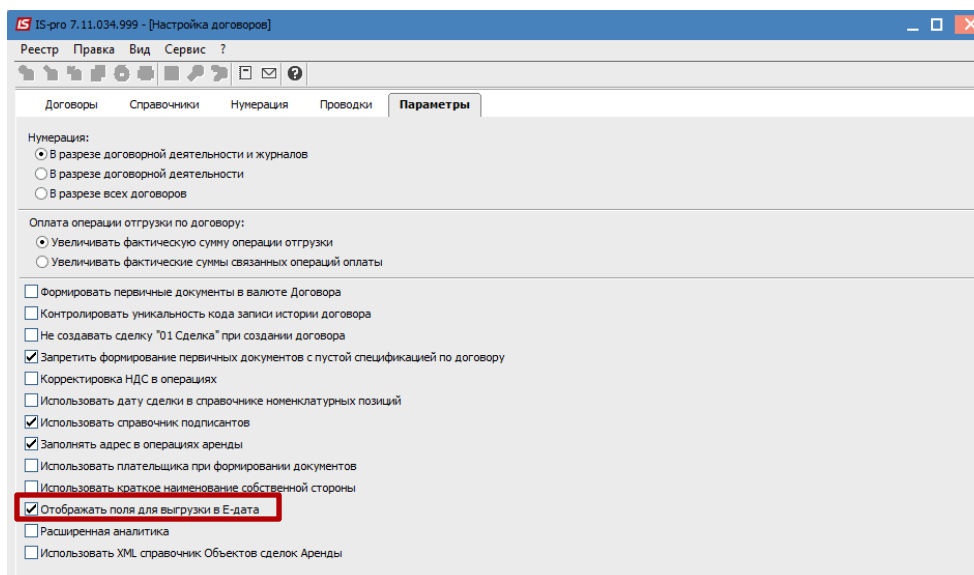 IS-pro 7.11.034.999 - [Настройка договоров]
Реестр Правка Вид Сервис ?
Договоры Справочники Нумерация Проводки Параметры
Нумерация:
В разрезе договорной деятельности и журналов
В разрезе договорной деятельности
В разрезе всех договоров
Оплата операции отгрузки по договору:
Увеличивать фактическую сумму операции отгрузки
Увеличивать фактические суммы связанных операций оплаты
Формировать первичные документы в валюте Договора
Контролировать уникальность кода записи истории договора
Не создавать сделку "01 Сделка" при создании договора
Запретить формирование первичных документов с пустой спецификацией по договору
Корректировка НДС в операциях
Использовать дату сделки в справочнике номенклатурных позиций
Использовать справочник подписантов
Заполнять адрес в операциях аренды
Использовать плательщика при формировании документов
Использовать краткое наименование собственной стороны
Отображать поля для выгрузки в Е-дата
Расширенная аналитика
Использовать XML справочник Объектов сделок Аренды